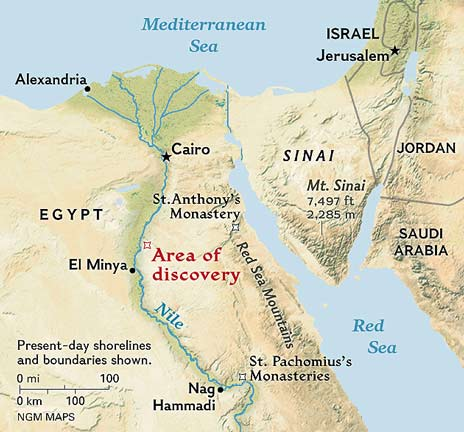 Mediterranean
Sea
ISRAEL
Jerusalem
Alexandria
Cairo
SINAI
JORDAN
Mt. Sinai
7,497 ft
2,285 m
St. Anthony's
Monastery
EGYPT
SAUDI
ARABIA
Area of
discovery
El Minya
Red Sea Mountains
Nile
Red
Sea
Present-day shorelines
and boundaries shown.
0 mi 100
0 km 100
NGM MAPS
St. Pachomius's
Monasteries
Nag
Hammadi